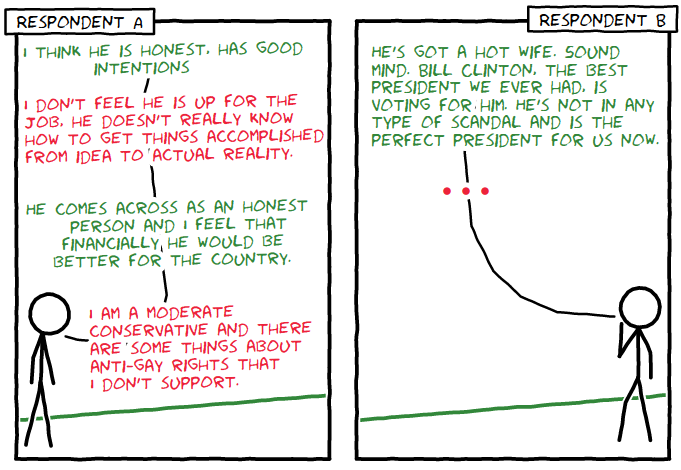 RESPONDENT A
I THINK HE IS HONEST, HAS GOOD
INTENTIONS
I DON'T FEEL HE IS UP FOR THE
JOB. HE DOESN'T REALLY KNOW
HOW TO GET THINGS ACCOMPLISHED
FROM IDEA TO ACTUAL REALITY.
HE COMES ACROSS AS AN HONEST
PERSON AND I FEEL THAT
FINANCIALLY HE WOULD BE
BETTER FOR THE COUNTRY.
I AM A MODERATE
CONSERVATIVE AND THERE
ARE SOME THINGS ABOUT
ANTI-GAY RIGHTS THAT
I DON'T SUPPORT.
RESPONDENT B
HE'S GOT A HOT WIFE. SOUND
MIND. BILL CLINTON, THE BEST
PRESIDENT WE EVER HAD, IS
VOTING FOR HIM. HE'S NOT IN ANY
TYPE OF SCANDAL AND IS THE
PERFECT PRESIDENT FOR US NOW.
...